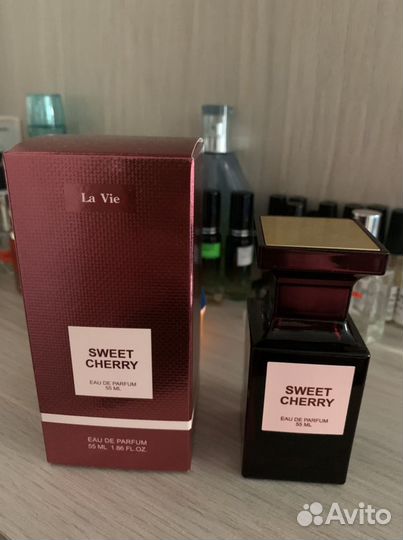 La Vie
SWEET
CHERRY
EAU DE PARFUM
55 ML
EAU DE PARFUM
55 ML 1.86 FL.OZ.
SWEET
CHERRY
EAU DE PARFUM
55 ML
Avito